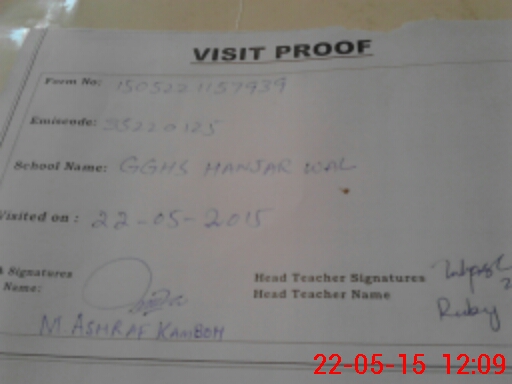 VISIT PROOF
Form No: 1505221157939
Emiscode: 35220125
School Name: GGHS HANJAR WAL
Visited on : 22-05-2015
Signatures
Name:
M. ASHRAF KAMBOH
Head Teacher Signatures
Head Teacher Name Ruby
22-05-15 12:09